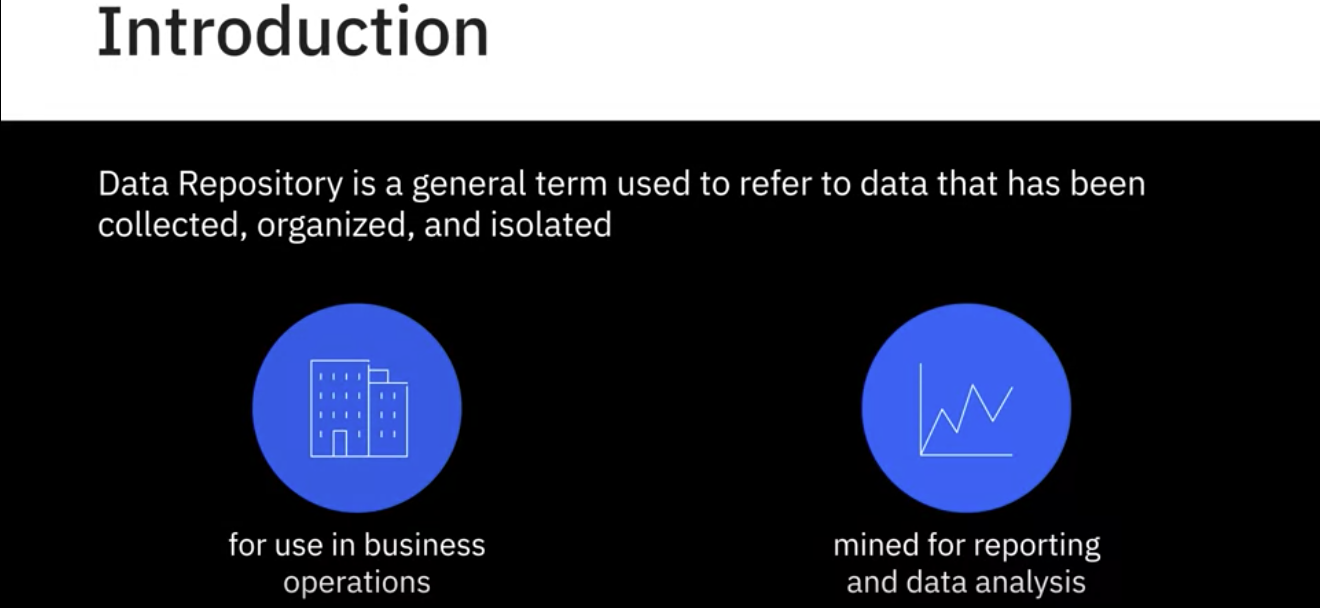 Introduction
Data Repository is a general term used to refer to data that has been
collected, organized, and isolated
for use in business
operations
mined for reporting
and data analysis